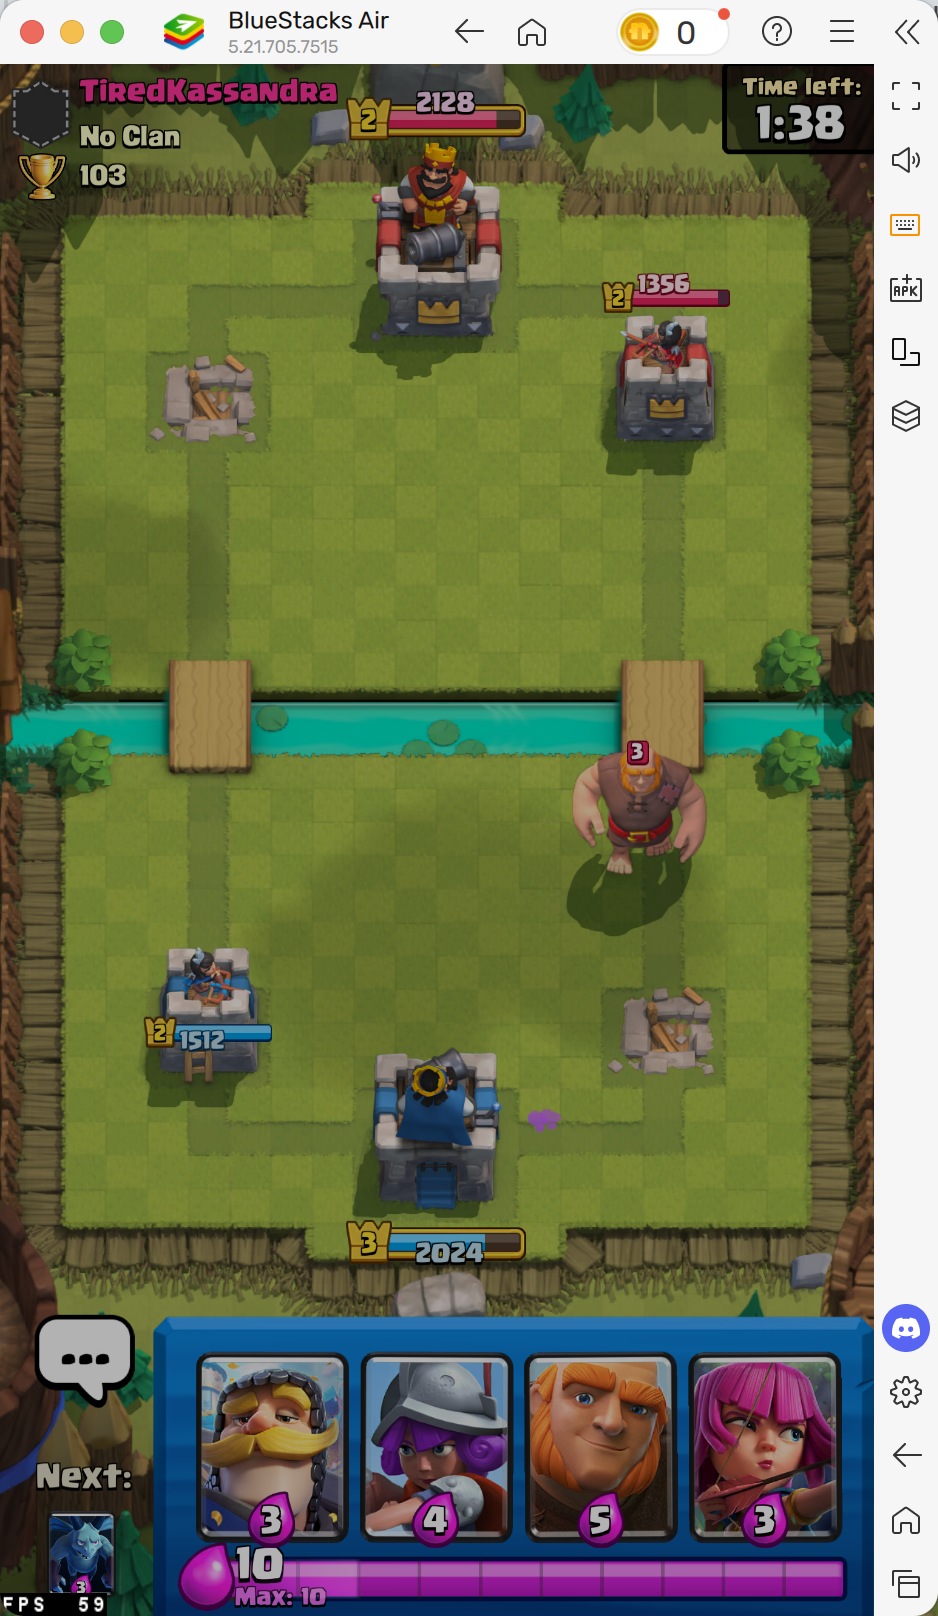 BlueStacks Air
5.21.705.7515
0
TiredKassandra
No Clan
103
2
2128
Time left:
1:38
2
1356
APK
3
2
1512
3
2024
Next:
3
3
4
5
3
10
Max: 10
FPS 59